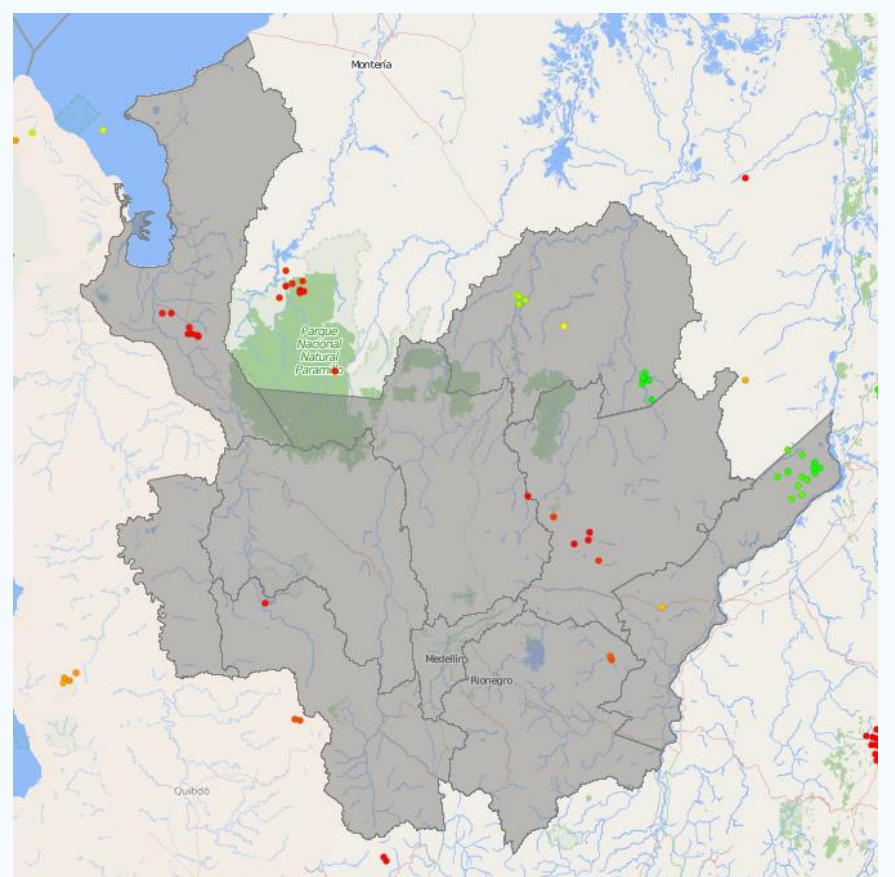 Montería
Parque
Nacional
Natural
Paramillo
Medellín
Rionegro
Quibdó